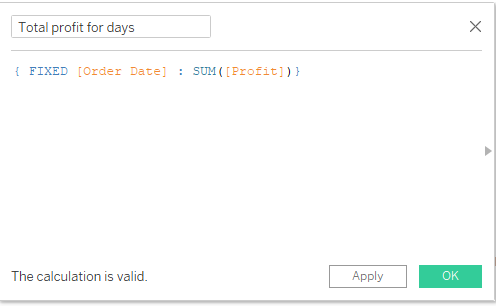 Total profit for days
{ FIXED [Order Date] : SUM([Profit])}
The calculation is valid.
Apply
OK